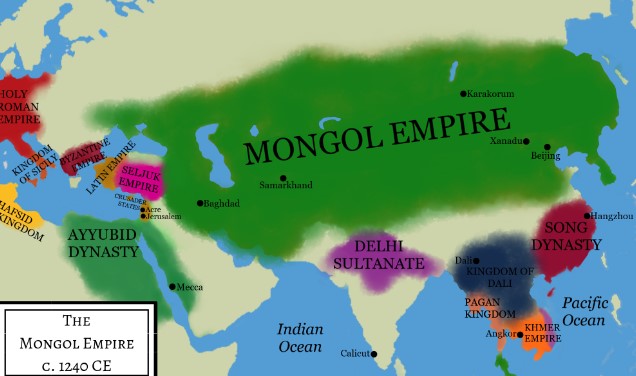 HOLY
ROMAN
EMPIRE
KINGDOM
OF SICILY
BYZANTINE
EMPIRE
LATIN EMPIRE
SELJUK
EMPIRE
CRUSADER
STATES
Acre
Jerusalem
HAFSID
KINGDOM
AYYUBID
DYNASTY
Mecca
Baghdad
MONGOL EMPIRE
Samarkhand
Karakorum
Xanadu
Beijing
Hangzhou
SONG
DYNASTY
DELHI
SULTANATE
Dali
KINGDOM OF
DALI
PAGAN
KINGDOM
Angkor
KHMER
EMPIRE
Pacific
Ocean
Indian
Ocean
Calicut
The
Mongol Empire
c. 1240 CE